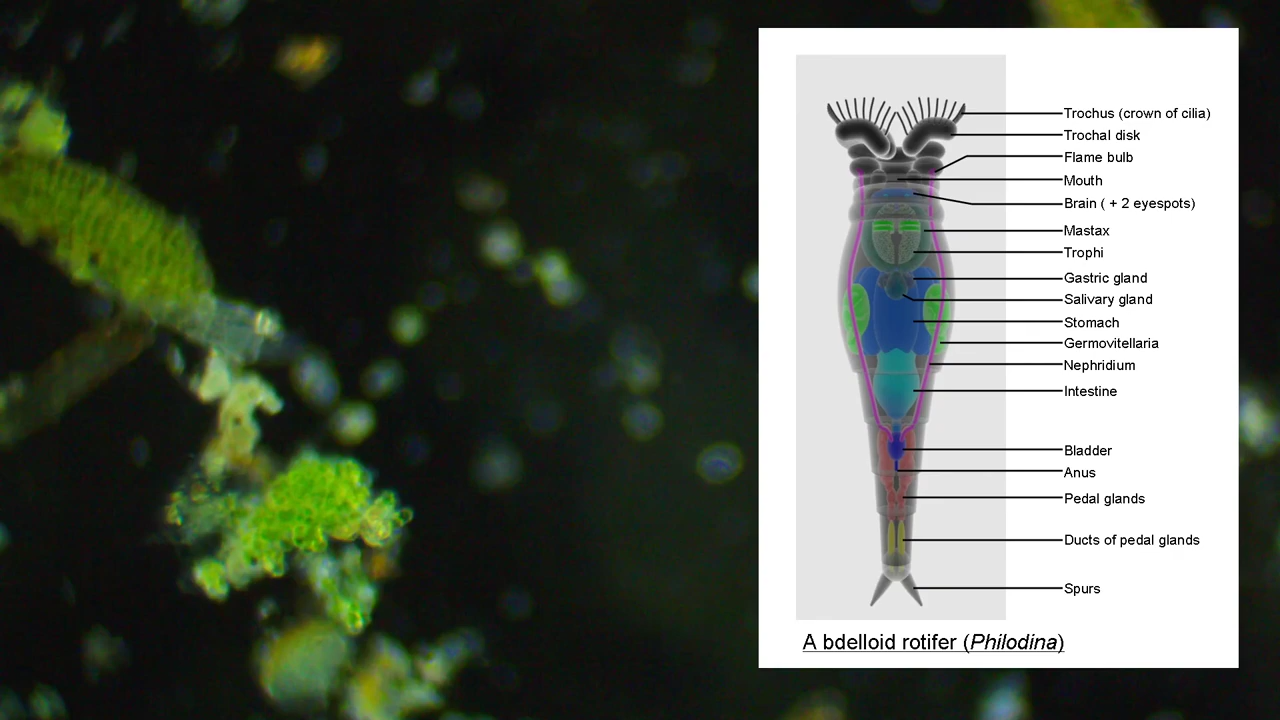 Trochus (crown of cilia)
Trochal disk
Flame bulb
Mouth
Brain ( + 2 eyespots)
Mastax
Trophi
Gastric gland
Salivary gland
Stomach
Germovitellaria
Nephridium
Intestine
Bladder
Anus
Pedal glands
Ducts of pedal glands
Spurs
A bdelloid rotifer (Philodina)